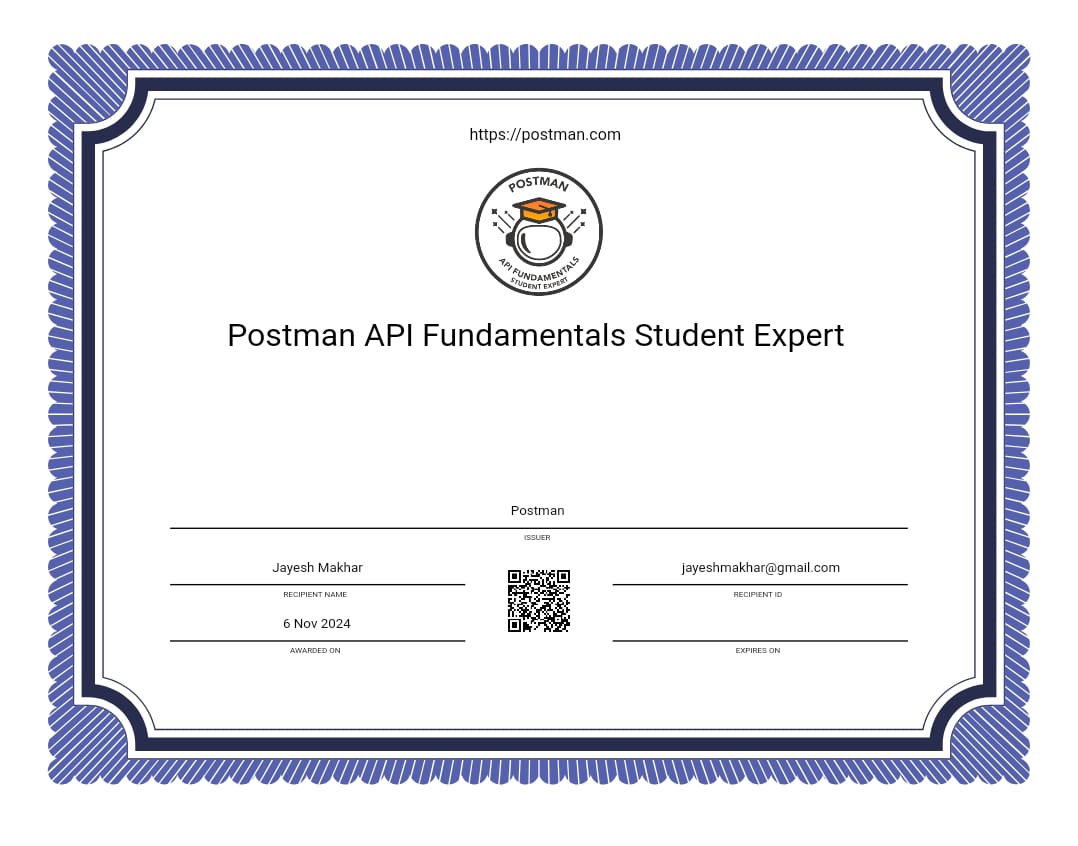 https://postman.com
POSTMAN
API FUNDAMENTALS
STUDENT EXPERT
Postman API Fundamentals Student Expert
Postman
ISSUER
Jayesh Makhar
RECIPIENT NAME
jayeshmakhar@gmail.com
RECIPIENT ID
6 Nov 2024
AWARDED ON
EXPIRES ON